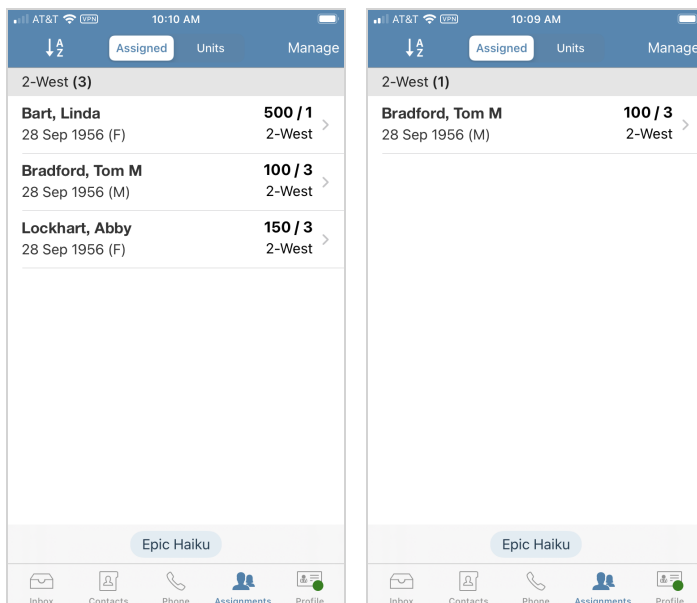 AT&T VPN 10:10 AM
A Z Assigned Units Manage
2-West (3)
Bart, Linda 500 / 1
28 Sep 1956 (F) 2-West
Bradford, Tom M 100 / 3
28 Sep 1956 (M) 2-West
Lockhart, Abby 150 / 3
28 Sep 1956 (F) 2-West
Epic Haiku
Inbox Contacts Phone Assignments Profile
AT&T VPN 10:09 AM
A Z Assigned Units Manage
2-West (1)
Bradford, Tom M 100 / 3
28 Sep 1956 (M) 2-West
Epic Haiku
Inbox Contacts Phone Assignments Profile